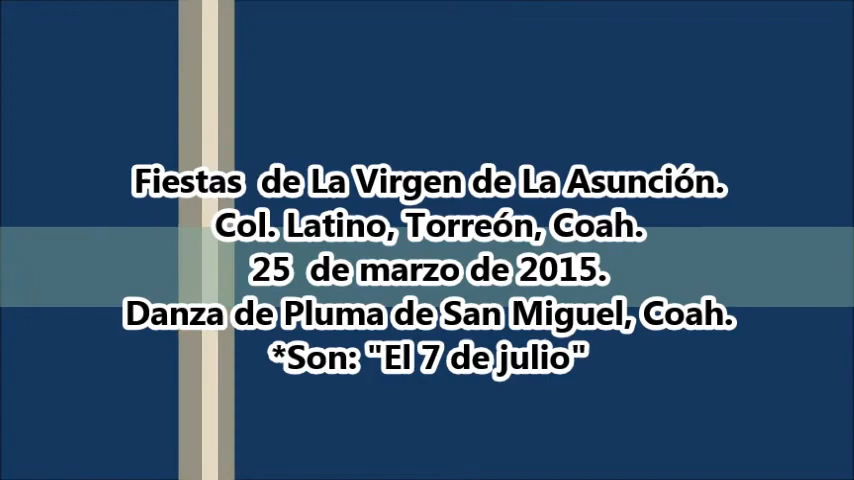 Fiestas  de La Virgen de La Asunción.
Col. Latino, Torreón, Coah.
25  de marzo de 2015.
Danza de Pluma de San Miguel, Coah.
*Son: "El 7 de julio"